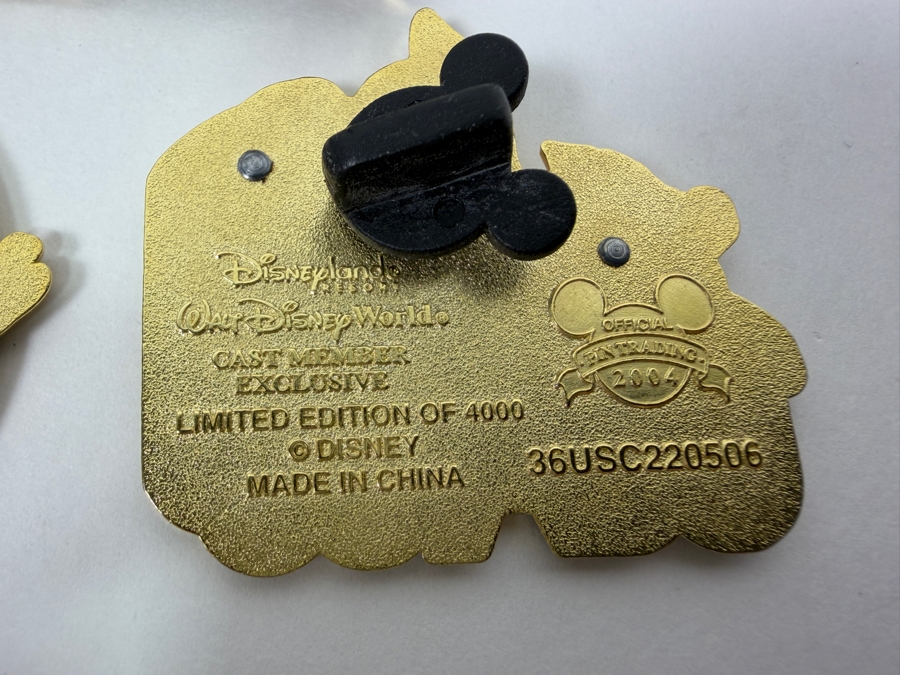 Disneyland
RESORT
Walt Disney World
CAST MEMBER
EXCLUSIVE
LIMITED EDITION OF 4000
© DISNEY
MADE IN CHINA
OFFICIAL
PIN TRADING
2004
36USC220506